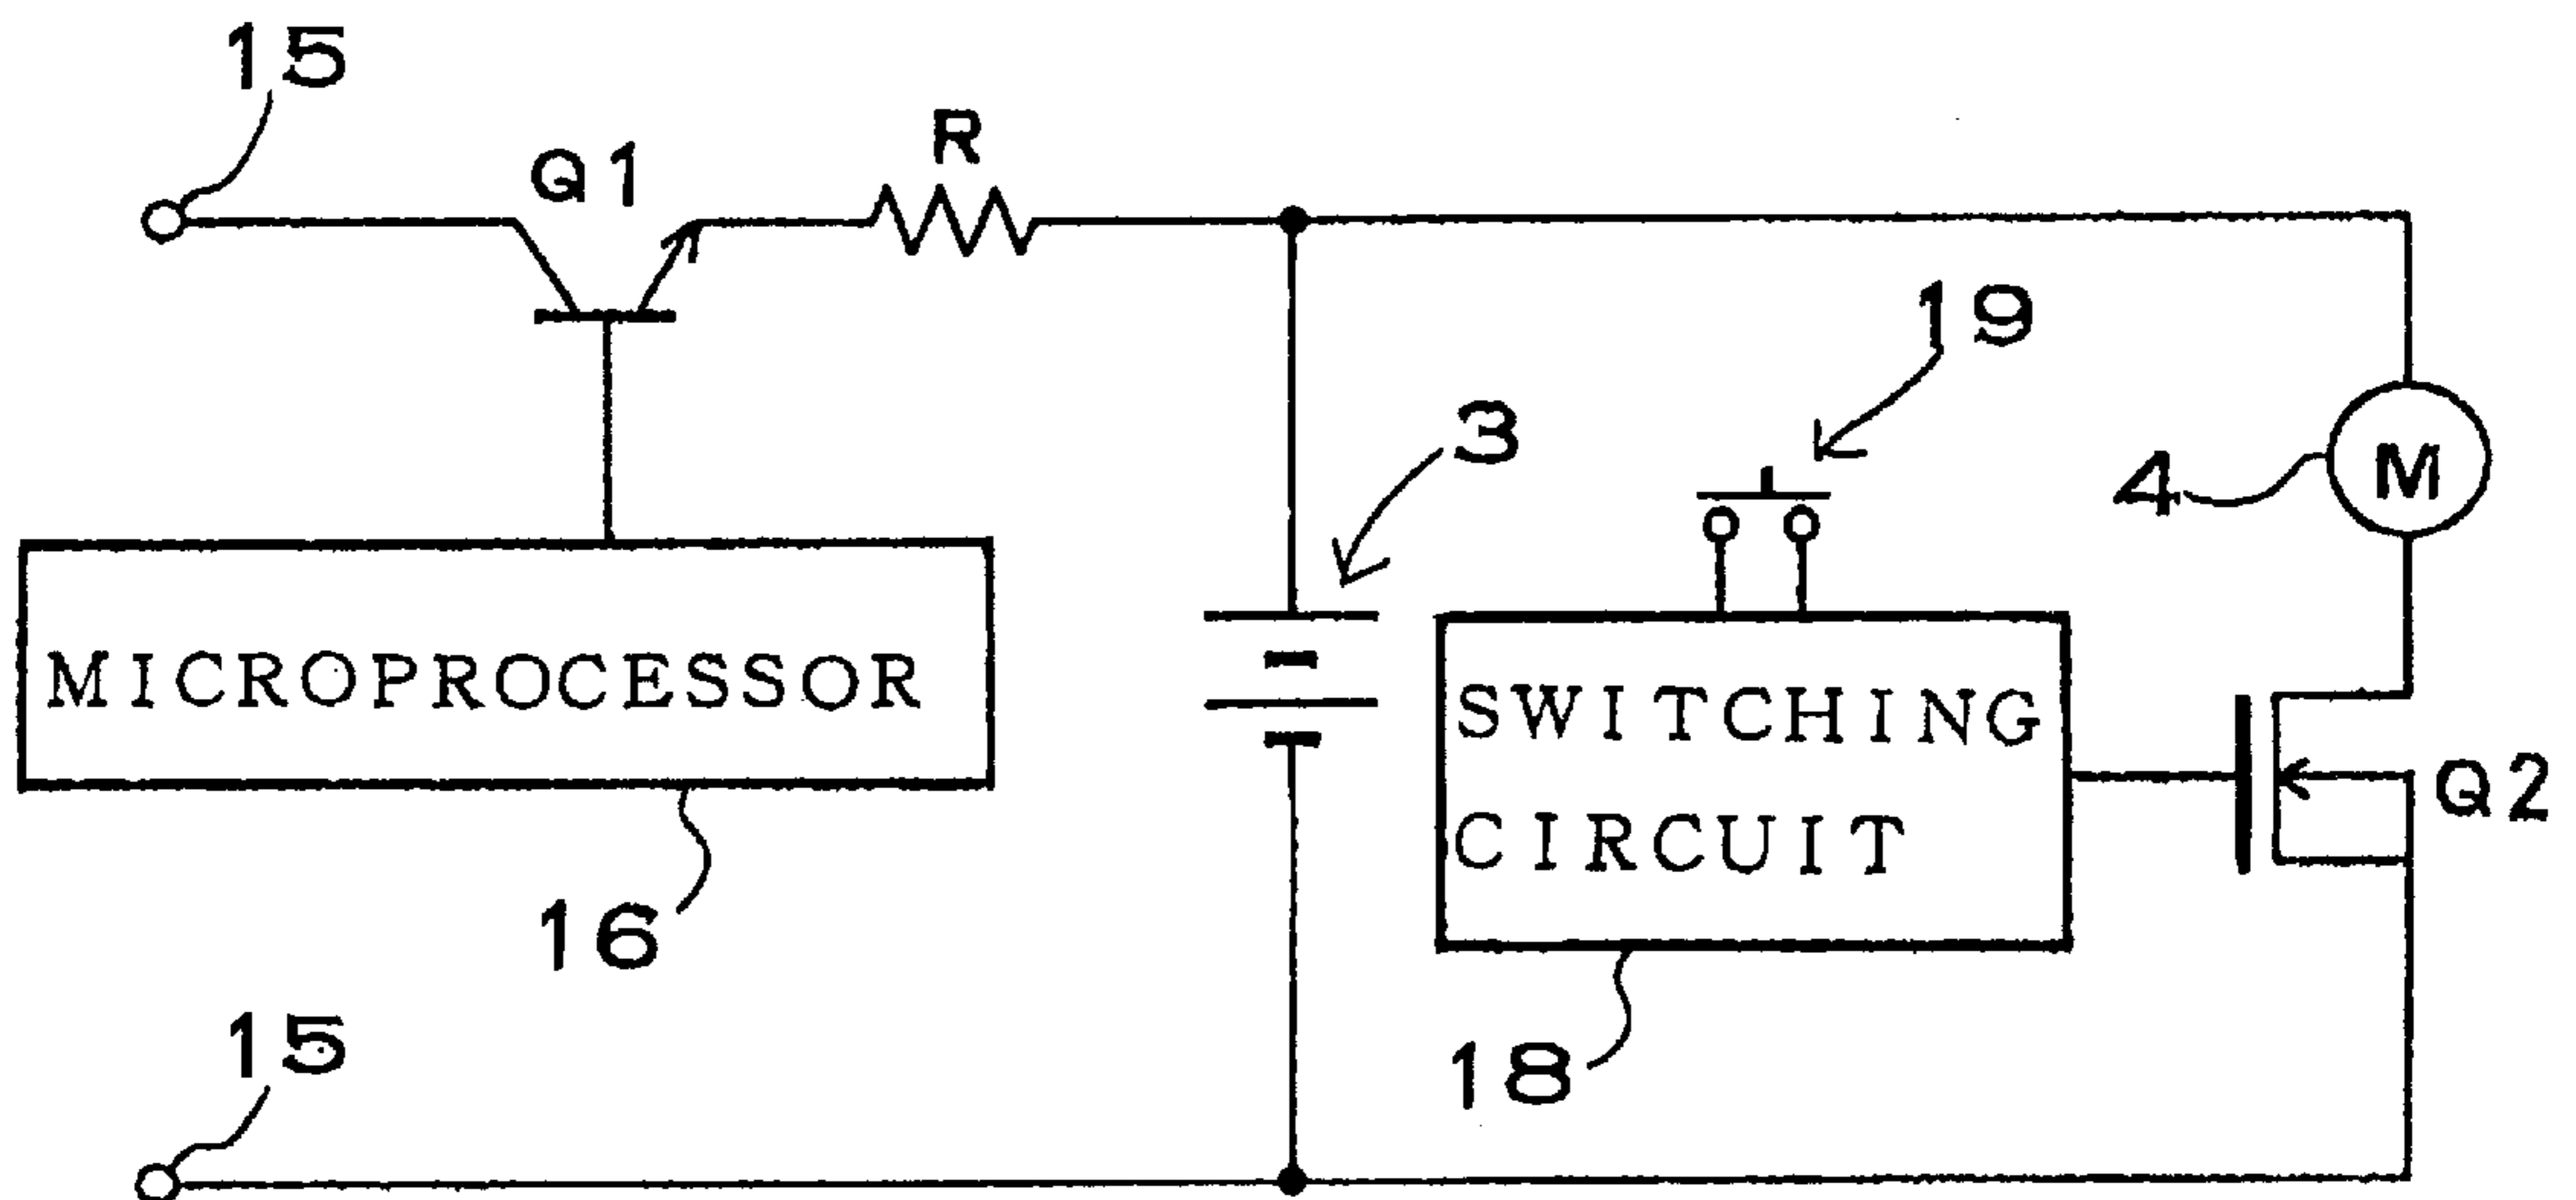 15
Q1
R
19
3
4
M
MICROPROCESSOR
SWITCHING
CIRCUIT
Q2
16
15
18